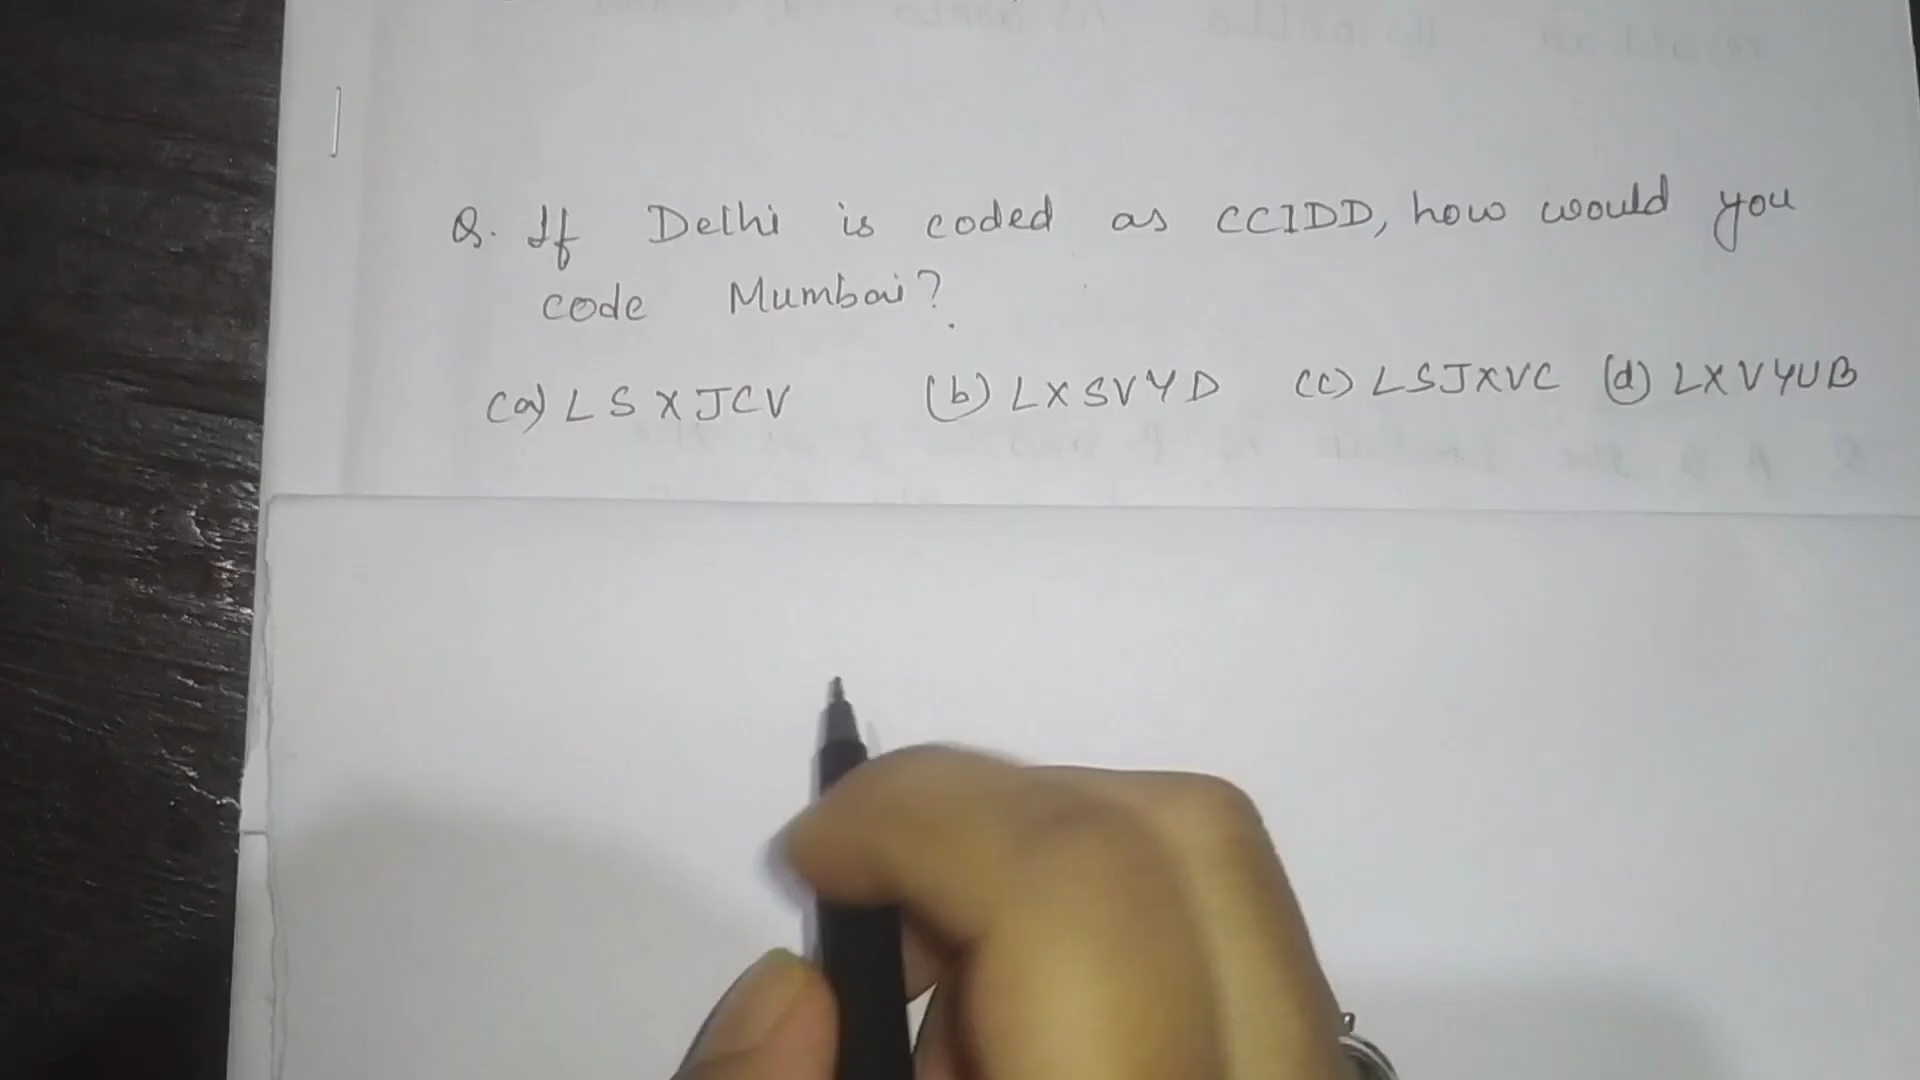 Q. If Delhi is coded as CCIDD, how would you
code Mumbai?
(a) LSXJCV (b) LXSVYD (c) LSJXVC (d) LXVYUB